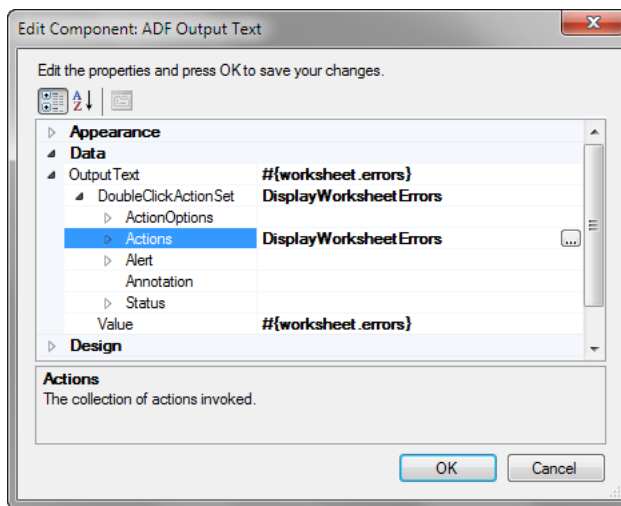 Edit Component: ADF Output Text
Edit the properties and press OK to save your changes.
Appearance
Data
OutputText #{worksheet.errors}
DoubleClickActionSet DisplayWorksheetErrors
ActionOptions
Actions DisplayWorksheetErrors ...
Alert
Annotation
Status
Value #{worksheet.errors}
Design
Actions
The collection of actions invoked.
OK Cancel